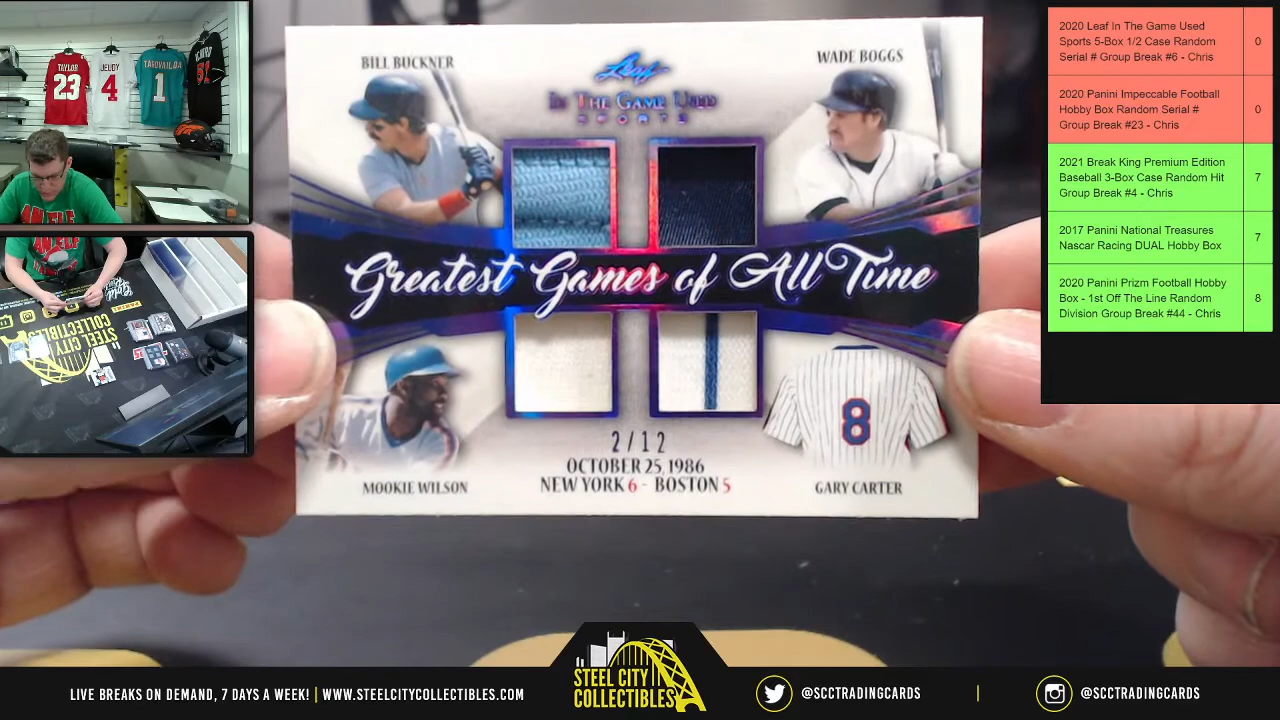 TAYLOR
23
JEUDY
4
TAGOVAILOA
1
51
BILL BUCKNER
WADE BOGGS
Leaf
IN THE GAME USED
SPORTS
Greatest Games of All Time
8
2/12
OCTOBER 25, 1986
NEW YORK 6 - BOSTON 5
MOOKIE WILSON
GARY CARTER
2020 Leaf In The Game Used
Sports 5-Box 1/2 Case Random
Serial # Group Break #6 - Chris
0
2020 Panini Impeccable Football
Hobby Box Random Serial #
Group Break #23 - Chris
0
2021 Break King Premium Edition
Baseball 3-Box Case Random Hit
Group Break #4 - Chris
7
2017 Panini National Treasures
Nascar Racing DUAL Hobby Box
7
2020 Panini Prizm Football Hobby
Box - 1st Off The Line Random
Division Group Break #44 - Chris
8
STEEL CITY
COLLECTIBLES
LIVE BREAKS ON DEMAND, 7 DAYS A WEEK! | WWW.STEELCITYCOLLECTIBLES.COM
STEEL CITY
COLLECTIBLES
@SCCTRADINGCARDS | @SCCTRADINGCARDS